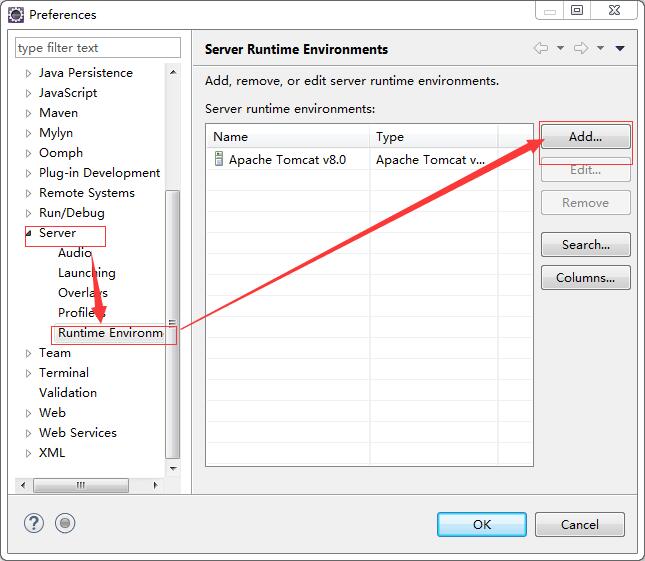 Preferences
type filter text
Java Persistence
JavaScript
Maven
Mylyn
Oomph
Plug-in Development
Remote Systems
Run/Debug
Server
Audio
Launching
Overlays
Profilers
Runtime Environm
Team
Terminal
Validation
Web
Web Services
XML
Server Runtime Environments
Add, remove, or edit server runtime environments.
Server runtime environments:
Name Type
Apache Tomcat v8.0 Apache Tomcat v...
Add...
Edit...
Remove
Search...
Columns...
?
OK Cancel